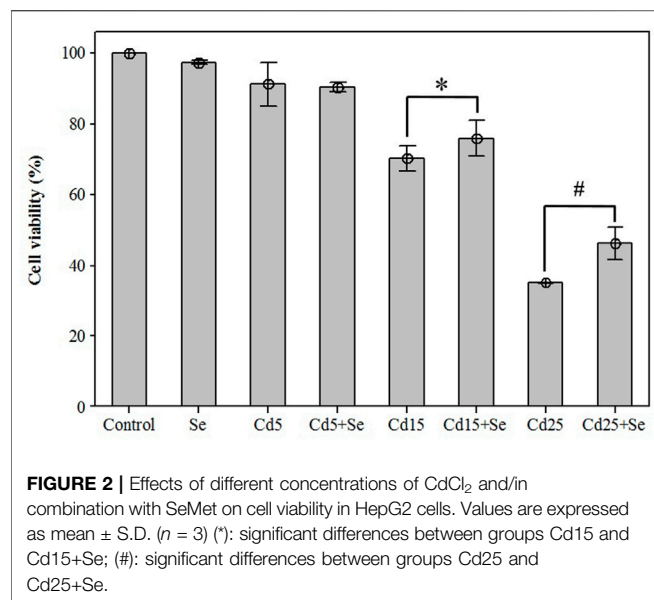 100
80
60
40
20
0
Cell viability (%)
*
#
Control Se Cd5 Cd5+Se Cd15 Cd15+Se Cd25 Cd25+Se
FIGURE 2 | Effects of different concentrations of CdCl₂ and/in
combination with SeMet on cell viability in HepG2 cells. Values are expressed
as mean ± S.D. (n = 3) (*): significant differences between groups Cd15 and
Cd15+Se; (#): significant differences between groups Cd25 and
Cd25+Se.